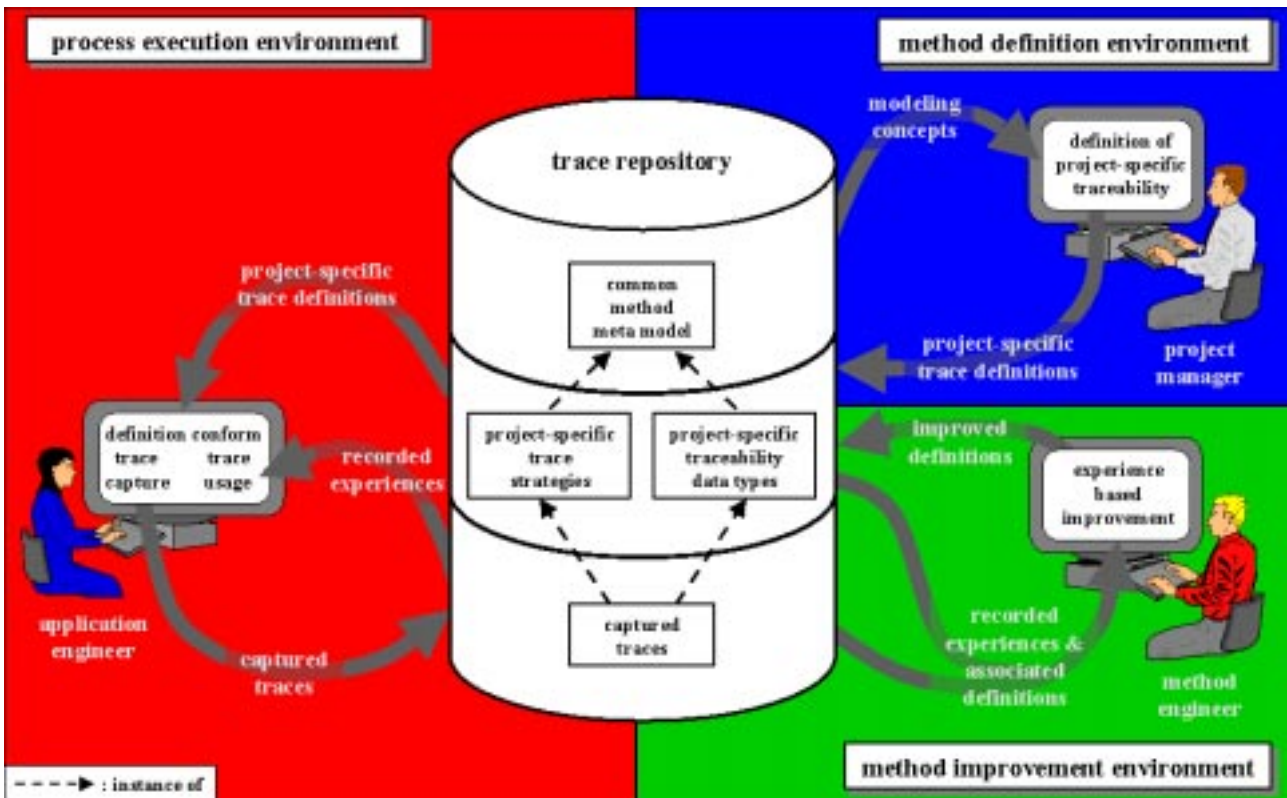 process execution environment
method definition environment
modeling
concepts
definition of
project-specific
traceability
trace repository
project-specific
trace definitions
common
method
meta model
project-specific
trace definitions
project
manager
definition conform
trace trace
capture usage
recorded
experiences
project-specific
trace
strategies
project-specific
traceability
data types
improved
definitions
experience
based
improvement
application
engineer
captured
traces
captured
traces
recorded
experiences &
associated
definitions
method
engineer
: instance of
method improvement environment